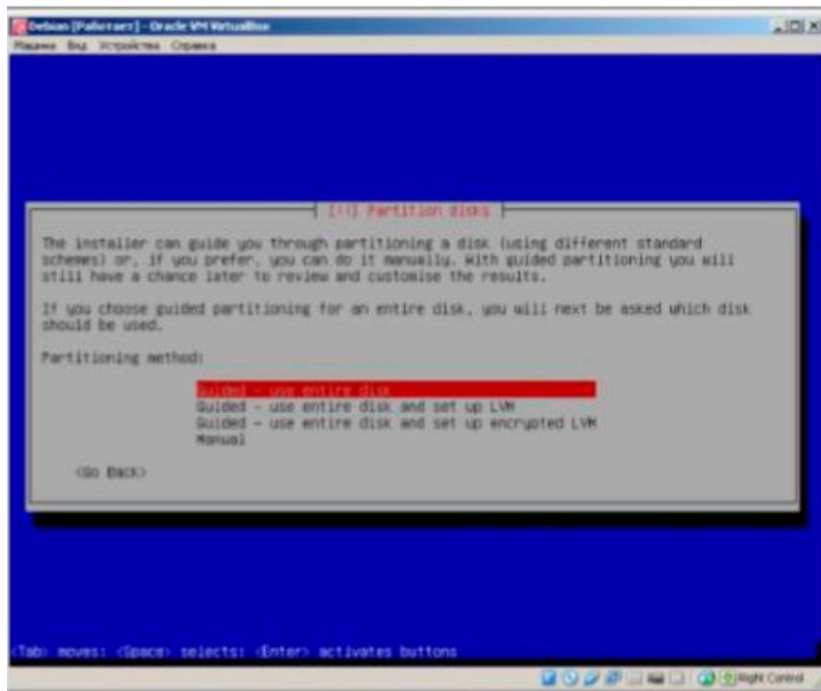 Debian [Работает] - Oracle VM VirtualBox
Машина Вид Устройства Справка
[!!] Partition disks
The installer can guide you through partitioning a disk (using different standard
schemes) or, if you prefer, you can do it manually. With guided partitioning you will
still have a chance later to review and customise the results.
If you choose guided partitioning for an entire disk, you will next be asked which disk
should be used.
Partitioning method:
Guided - use entire disk
Guided - use entire disk and set up LVM
Guided - use entire disk and set up encrypted LVM
Manual
<Go Back>
<Tab> moves; <Space> selects; <Enter> activates buttons
Right Control